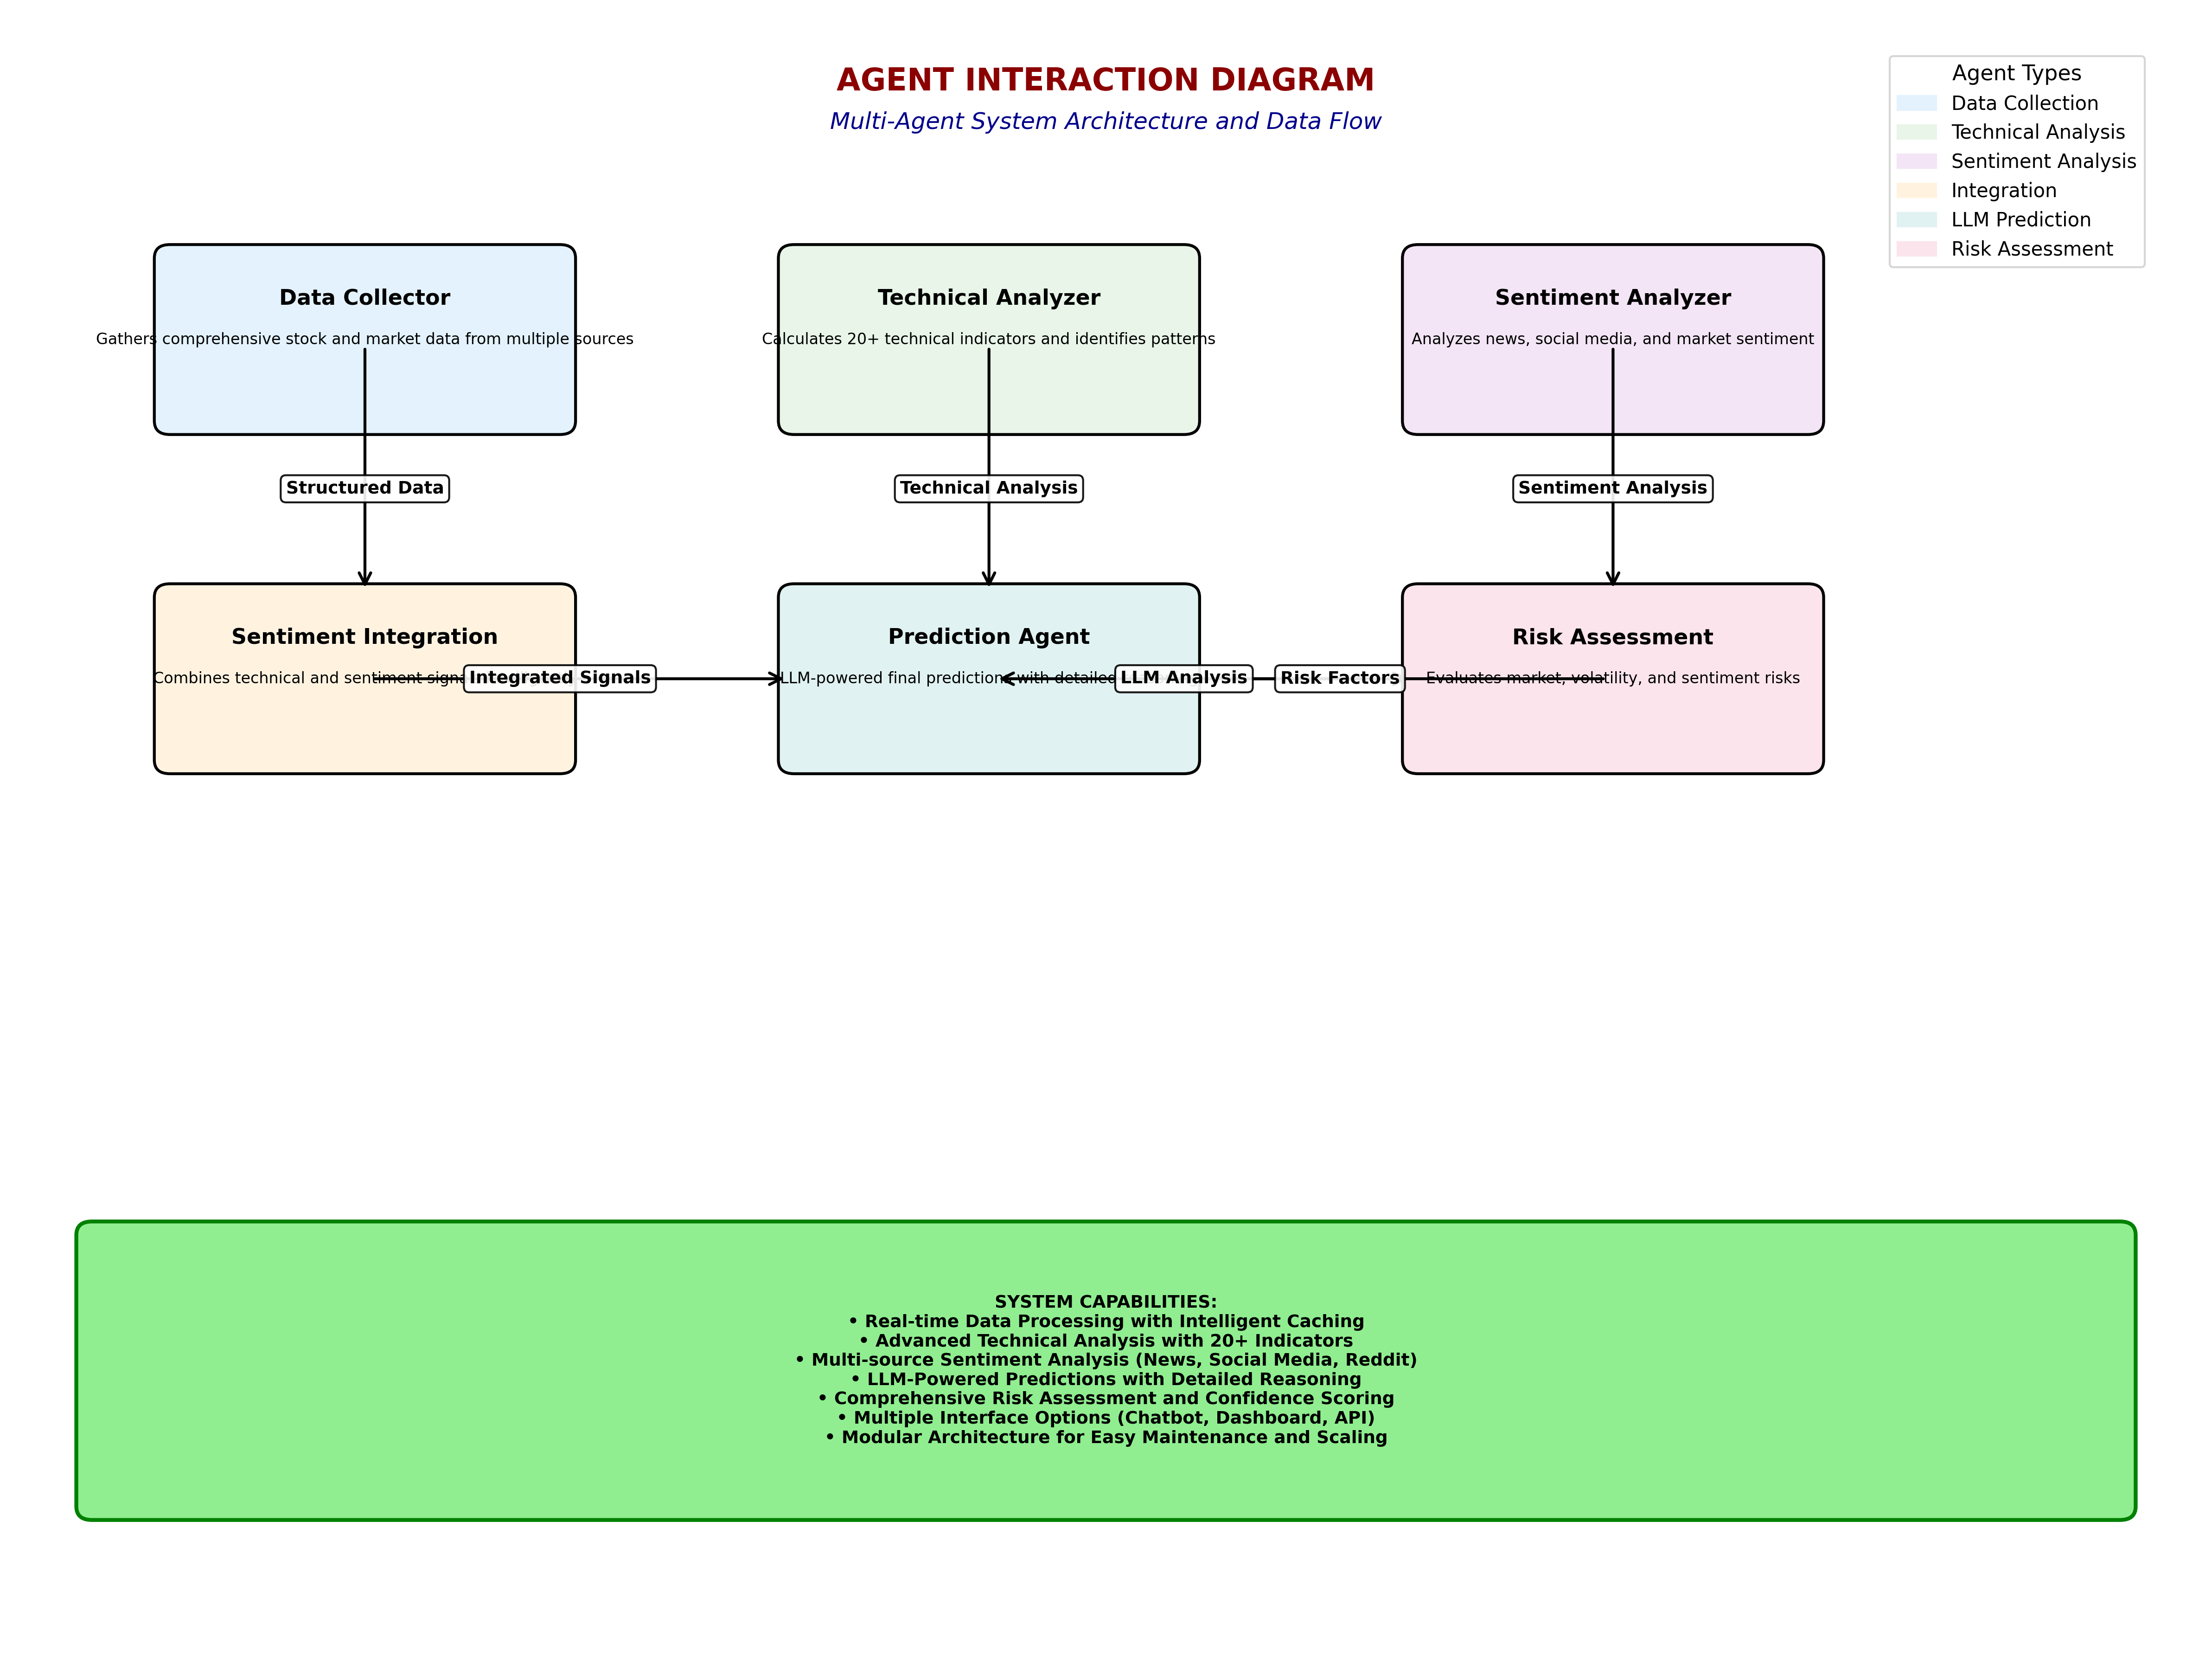 AGENT INTERACTION DIAGRAM
Multi-Agent System Architecture and Data Flow
Agent Types
Data Collection
Technical Analysis
Sentiment Analysis
Integration
LLM Prediction
Risk Assessment
Data Collector
Gathers comprehensive stock and market data from multiple sources
Technical Analyzer
Calculates 20+ technical indicators and identifies patterns
Sentiment Analyzer
Analyzes news, social media, and market sentiment
Structured Data
Technical Analysis
Sentiment Analysis
Sentiment Integration
Combines technical and sentiment
Integrated Signals
Prediction Agent
LLM-powered final predictions with detailed
LLM Analysis
Risk Factors
Risk Assessment
Evaluates market, volatility, and sentiment risks
SYSTEM CAPABILITIES:
• Real-time Data Processing with Intelligent Caching
• Advanced Technical Analysis with 20+ Indicators
• Multi-source Sentiment Analysis (News, Social Media, Reddit)
• LLM-Powered Predictions with Detailed Reasoning
• Comprehensive Risk Assessment and Confidence Scoring
• Multiple Interface Options (Chatbot, Dashboard, API)
• Modular Architecture for Easy Maintenance and Scaling